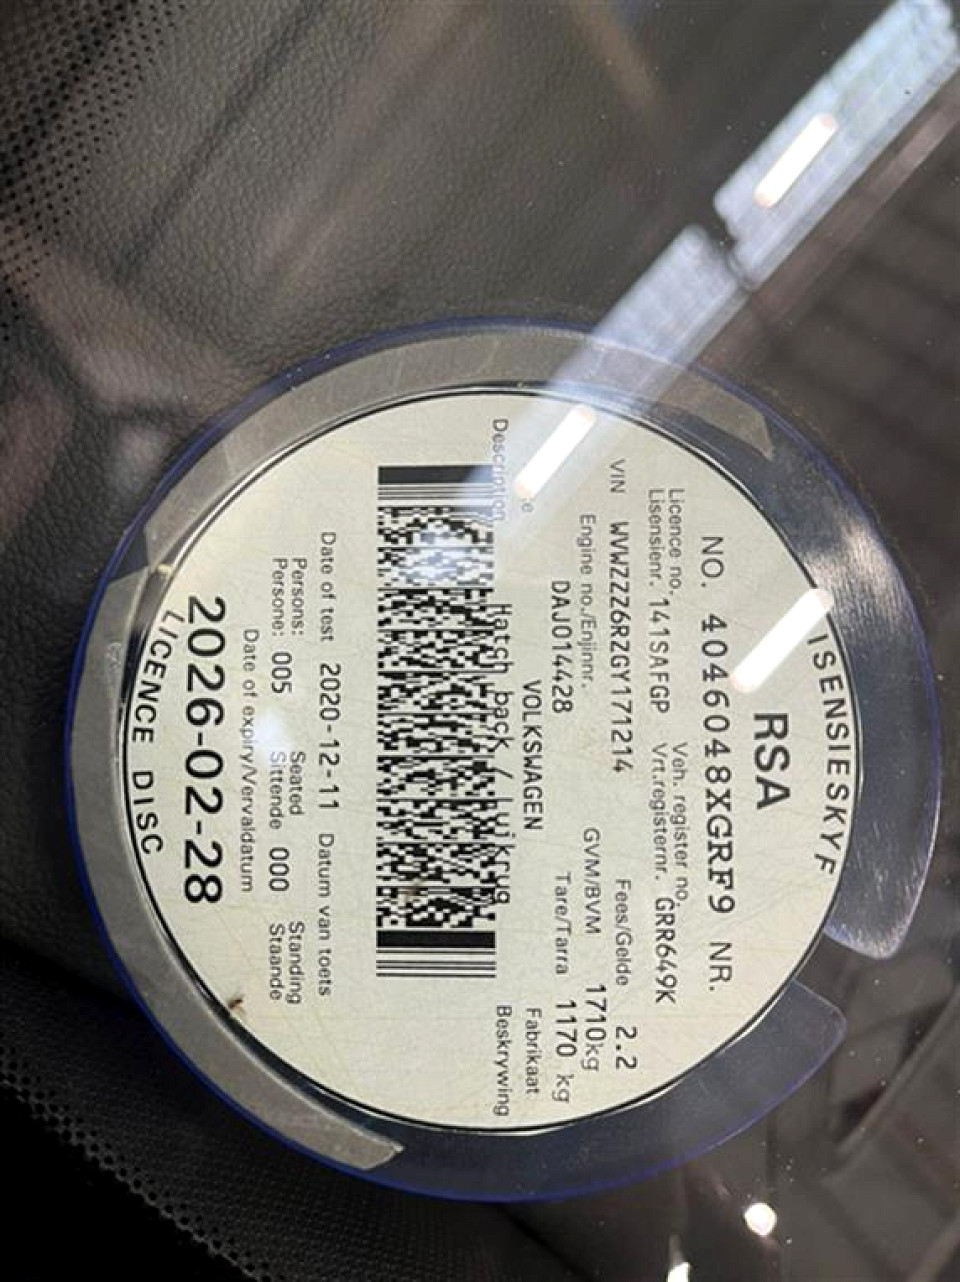 ISENSIESKYF
RSA
NO. 4046048XGRF9 NR.
Licence no. Veh. register no.
Lisensienr. 141SAFGP Vrt.registernr. GRR649K
VIN WVWZZZ6RZGY171214 Fees/Gelde 2.2
Engine no./Enjinnr. GVM/BVM 1710kg
DAJ014428 Tare/Tarra 1170 kg
VOLKSWAGEN Fabrikaat
Description Hatch back / Luikrug Beskrywing
Date of test 2020-12-11 Datum van toets
Persons: Seated Standing
Persone: 005 Sittende 000 Staande
Date of expiry/Vervaldatum
2026-02-28
LICENCE DISC